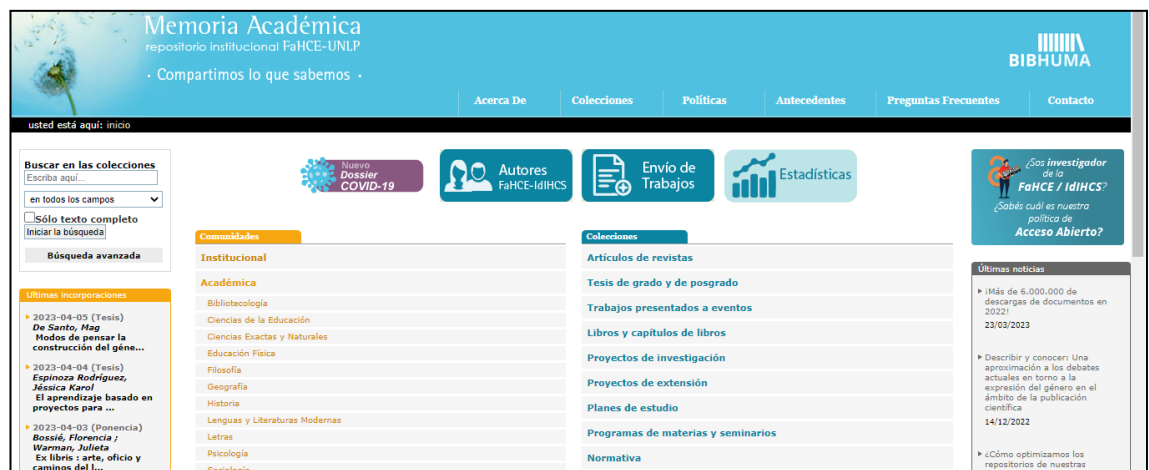 Memoria Académica
repositorio institucional FaHCE-UNLP
· Compartimos lo que sabemos ·
BIBHUMA
Acerca De
Colecciones
Políticas
Antecedentes
Preguntas Frecuentes
Contacto
usted está aquí: inicio
Buscar en las colecciones
Escriba aquí...
en todos los campos
Sólo texto completo
Iniciar la búsqueda
Búsqueda avanzada
Ultimas incorporaciones
2023-04-05 (Tesis)
De Santo, Mag
Modos de pensar la
construcción del géne...
2023-04-04 (Tesis)
Espinoza Rodríguez,
Jéssica Karol
El aprendizaje basado en
proyectos para ...
2023-04-03 (Ponencia)
Bossié, Florencia ;
Warman, Julieta
Ex libris : arte, oficio y
caminos del l...
Nuevo
Dossier
COVID-19
Autores
FaHCE-IdIHCS
Envío de
Trabajos
Estadísticas
Comunidades
Institucional
Académica
Bibliotecología
Ciencias de la Educación
Ciencias Exactas y Naturales
Educación Física
Filosofía
Geografía
Historia
Lenguas y Literaturas Modernas
Letras
Psicología
Sociología
Colecciones
Artículos de revistas
Tesis de grado y de posgrado
Trabajos presentados a eventos
Libros y capítulos de libros
Proyectos de investigación
Proyectos de extensión
Planes de estudio
Programas de materias y seminarios
Normativa
¿Sos investigador
de la
FaHCE / IdIHCS?
¿Sabés cuál es nuestra
política de
Acceso Abierto?
Últimas noticias
¡Más de 6.000.000 de
descargas de documentos en
2022!
23/03/2023
Describir y conocer: Una
aproximación a los debates
actuales en torno a la
expresión del género en el
ámbito de la publicación
científica
14/12/2022
¿Cómo optimizamos los
repositorios de nuestras